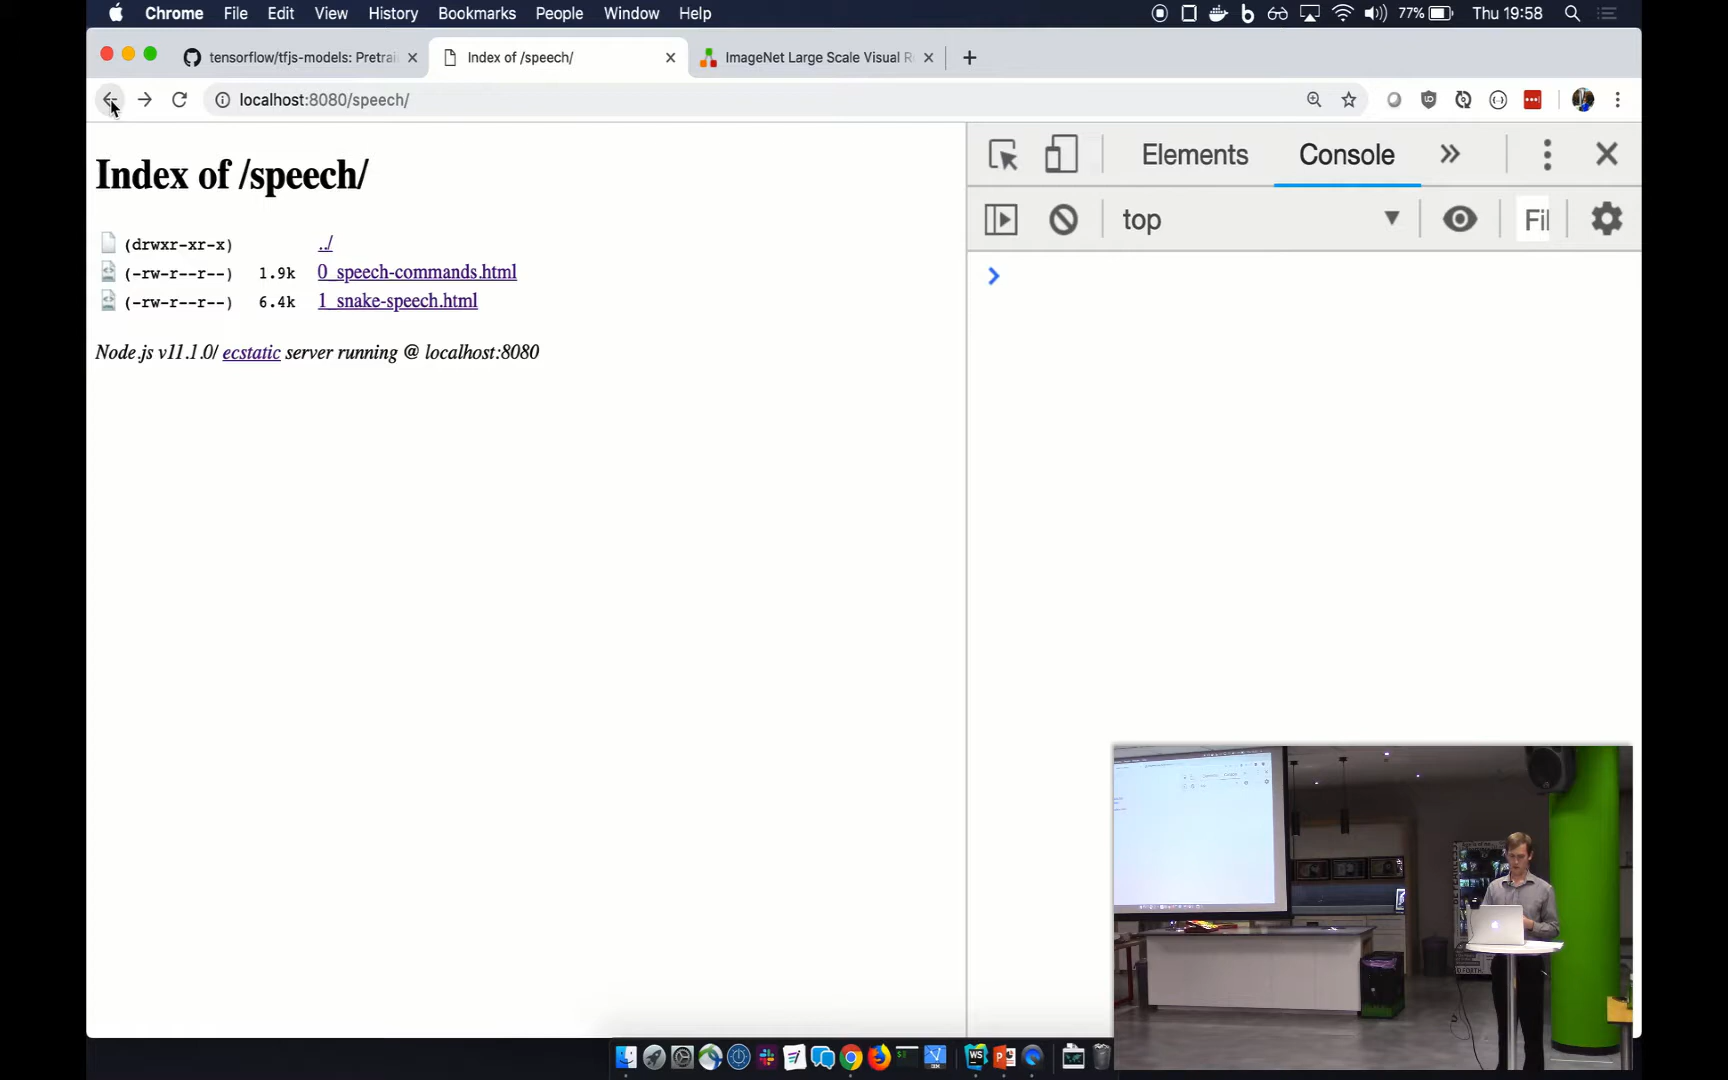 Chrome File Edit View History Bookmarks People Window Help 77% Thu 19:58
tensorflow/tfjs-models: Pretrai
Index of /speech/
ImageNet Large Scale Visual R
localhost:8080/speech/
Elements Console
top
Fil
Index of /speech/
(drwxr-xr-x) ../
(-rw-r--r--) 1.9k 0_speech-commands.html
(-rw-r--r--) 6.4k 1_snake-speech.html
Node.js v11.1.0/ ecstatic server running @ localhost:8080